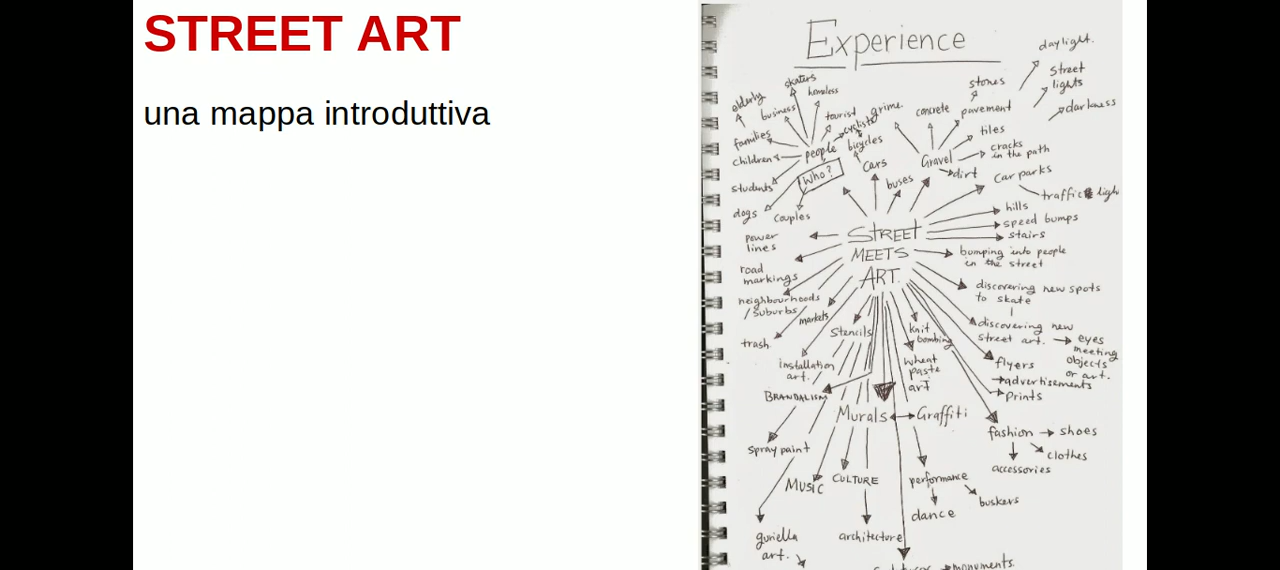 STREET ART
una mappa introduttiva
Experience
daylight.
street
lights
darkness
stones
skaters
homeless
elderly
business
tourist
grime.
concrete
pavement
cyclists
families
people
bicycles
tiles
children
Who?
cars
Gravel
cracks
in the path
students
buses
dirt
car parks
traffic
dogs
couples
hills
speed bumps
stairs
power
lines
STREET
MEETS
ART
bumping into people
in the street
road
markings
discovering new spots
to skate
neighbourhoods
/suburbs
markets
stencils
knit
bombing
discovering new
street art.
eyes
meeting
objects
or art.
trash
installation
art.
wheat
paste
art
flyers
advertisements
prints
BRANDALISM
Murals
Graffiti
fashion
shoes
clothes
accessories
spray paint
MUSIC
CULTURE
performance
buskers
dance
guriella
art.
architecture
monuments.